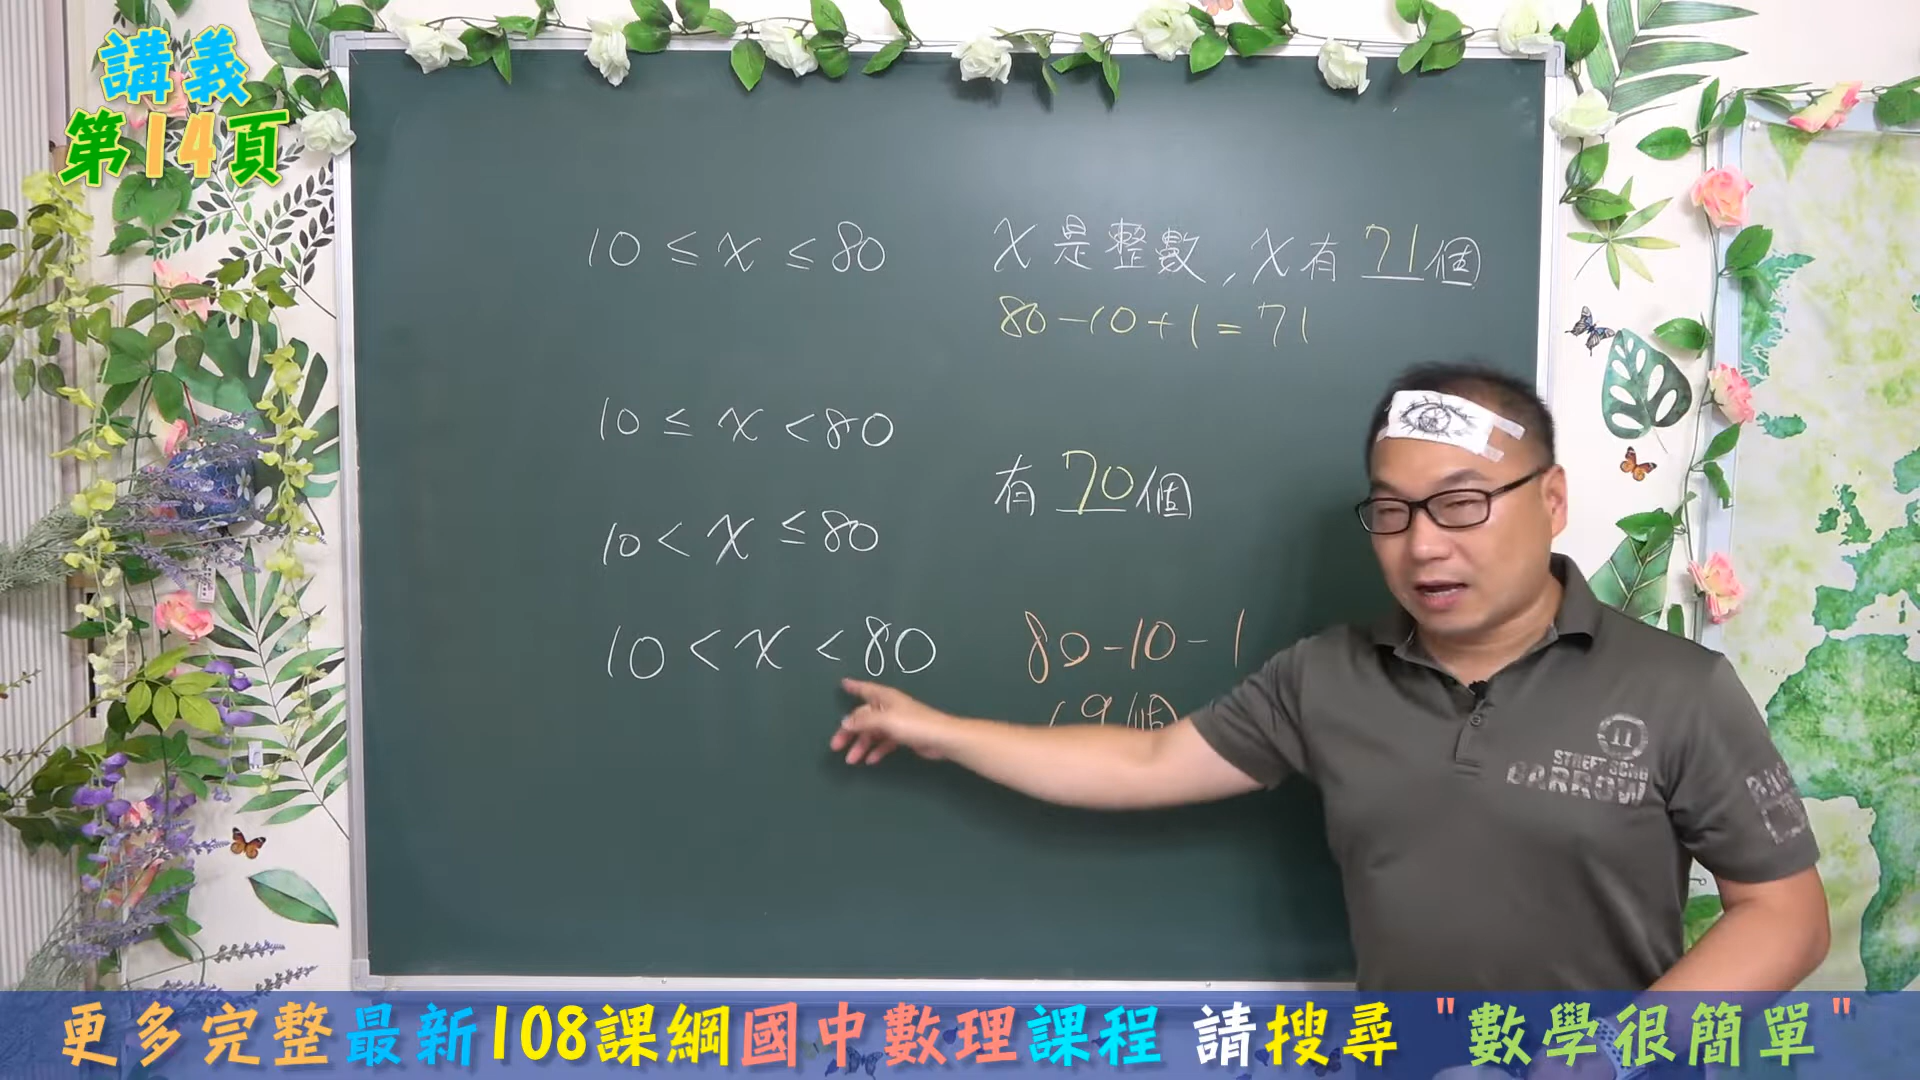 講義
第14頁
10 ≤ x ≤ 80
x是整數,x有 71個
80-10+1=71
10 ≤ x < 80
有 70個
10 < x ≤ 80
10 < x < 80
80-10-1
69個
11
STREET SONG
GARROW
更多完整最新108課綱國中數理課程 請搜尋 "數學很簡單"